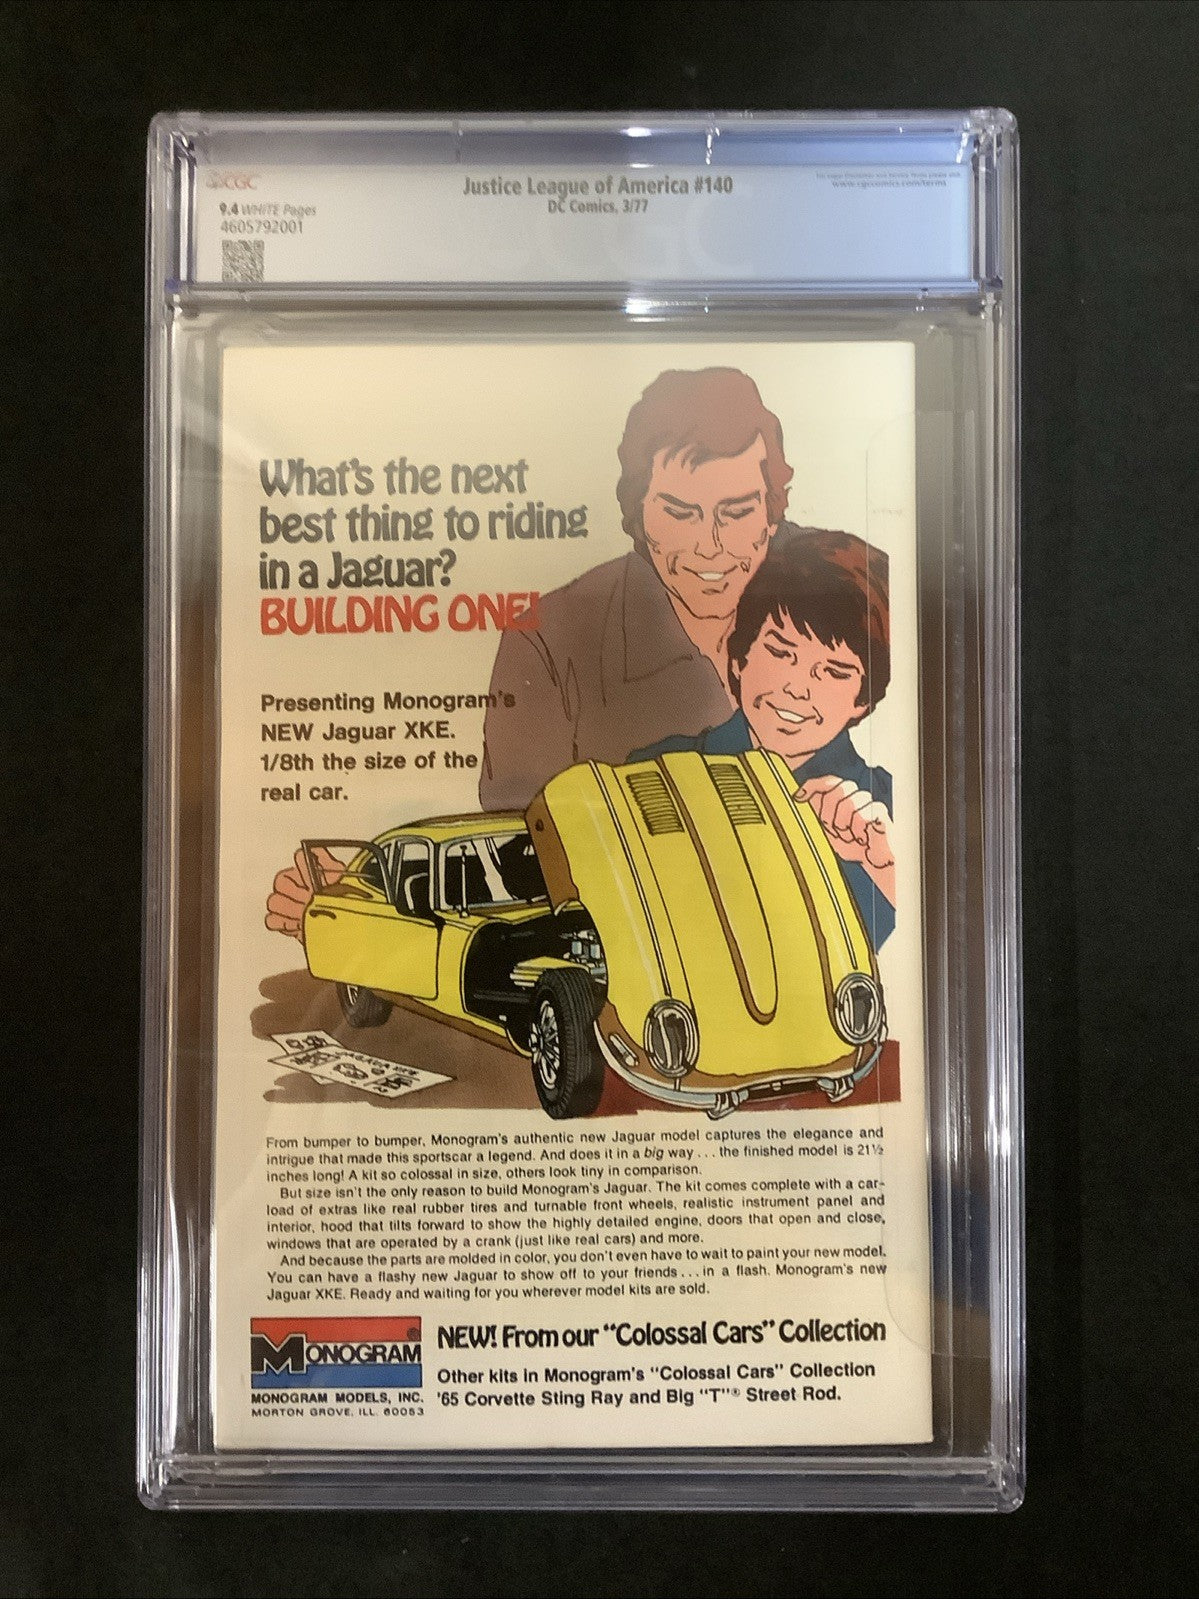 CGC
9.4 WHITE Pages
4605792001
Justice League of America #140
DC Comics, 3/77
www.cgccomics.com/terms
What's the next
best thing to riding
in a Jaguar?
BUILDING ONE!
Presenting Monogram's
NEW Jaguar XKE.
1/8th the size of the
real car.
From bumper to bumper, Monogram's authentic new Jaguar model captures the elegance and
intrigue that made this sportscar a legend. And does it in a big way . . . the finished model is 21½
inches long! A kit so colossal in size, others look tiny in comparison.
But size isn't the only reason to build Monogram's Jaguar. The kit comes complete with a car-
load of extras like real rubber tires and turnable front wheels, realistic instrument panel and
interior, hood that tilts forward to show the highly detailed engine, doors that open and close,
windows that are operated by a crank (just like real cars) and more.
And because the parts are molded in color, you don't even have to wait to paint your new model.
You can have a flashy new Jaguar to show off to your friends . . . in a flash. Monogram's new
Jaguar XKE. Ready and waiting for you wherever model kits are sold.
MONOGRAM®
MONOGRAM MODELS, INC.
MORTON GROVE, ILL. 60053
NEW! From our "Colossal Cars" Collection
Other kits in Monogram's "Colossal Cars" Collection
'65 Corvette Sting Ray and Big "T"® Street Rod.